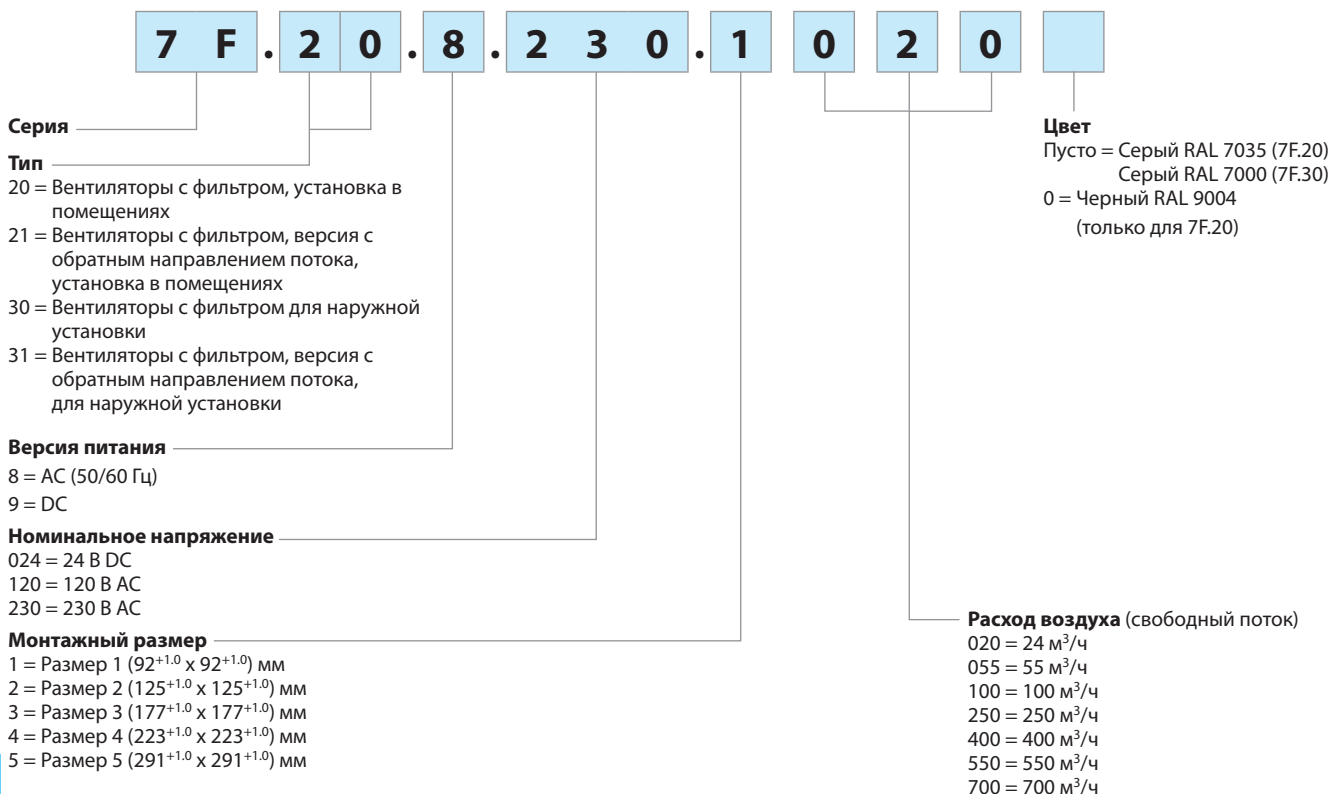 7 F . 2 0 . 8 . 2 3 0 . 1 0 2 0
Серия
Тип
20 = Вентиляторы с фильтром, установка в
помещениях
21 = Вентиляторы с фильтром, версия с
обратным направлением потока,
установка в помещениях
30 = Вентиляторы с фильтром для наружной
установки
31 = Вентиляторы с фильтром, версия с
обратным направлением потока,
для наружной установки
Версия питания
8 = AC (50/60 Гц)
9 = DC
Номинальное напряжение
024 = 24 В DC
120 = 120 В AC
230 = 230 В AC
Монтажный размер
1 = Размер 1 (92+1.0 x 92+1.0) мм
2 = Размер 2 (125+1.0 x 125+1.0) мм
3 = Размер 3 (177+1.0 x 177+1.0) мм
4 = Размер 4 (223+1.0 x 223+1.0) мм
5 = Размер 5 (291+1.0 x 291+1.0) мм
Цвет
Пусто = Серый RAL 7035 (7F.20)
Серый RAL 7000 (7F.30)
0 = Черный RAL 9004
(только для 7F.20)
Расход воздуха (свободный поток)
020 = 24 м³/ч
055 = 55 м³/ч
100 = 100 м³/ч
250 = 250 м³/ч
400 = 400 м³/ч
550 = 550 м³/ч
700 = 700 м³/ч